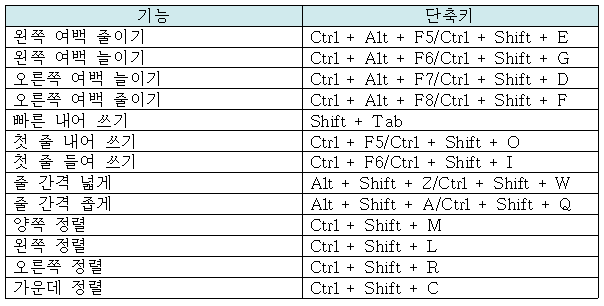 기능 단축키
왼쪽 여백 줄이기 Ctrl + Alt + F5/Ctrl + Shift + E
왼쪽 여백 늘이기 Ctrl + Alt + F6/Ctrl + Shift + G
오른쪽 여백 늘이기 Ctrl + Alt + F7/Ctrl + Shift + D
오른쪽 여백 줄이기 Ctrl + Alt + F8/Ctrl + Shift + F
빠른 내어 쓰기 Shift + Tab
첫 줄 내어 쓰기 Ctrl + F5/Ctrl + Shift + O
첫 줄 들여 쓰기 Ctrl + F6/Ctrl + Shift + I
줄 간격 넓게 Alt + Shift + Z/Ctrl + Shift + W
줄 간격 좁게 Alt + Shift + A/Ctrl + Shift + Q
양쪽 정렬 Ctrl + Shift + M
왼쪽 정렬 Ctrl + Shift + L
오른쪽 정렬 Ctrl + Shift + R
가운데 정렬 Ctrl + Shift + C